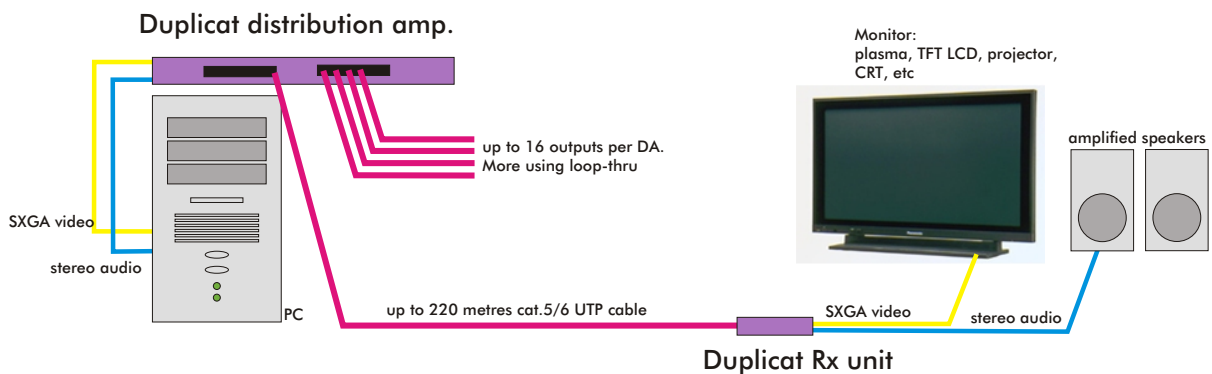 Duplicat distribution amp.
Monitor:
plasma, TFT LCD, projector,
CRT, etc
amplified speakers
up to 16 outputs per DA.
More using loop-thru
SXGA video
stereo audio
PC
up to 220 metres cat.5/6 UTP cable
SXGA video
stereo audio
Duplicat Rx unit